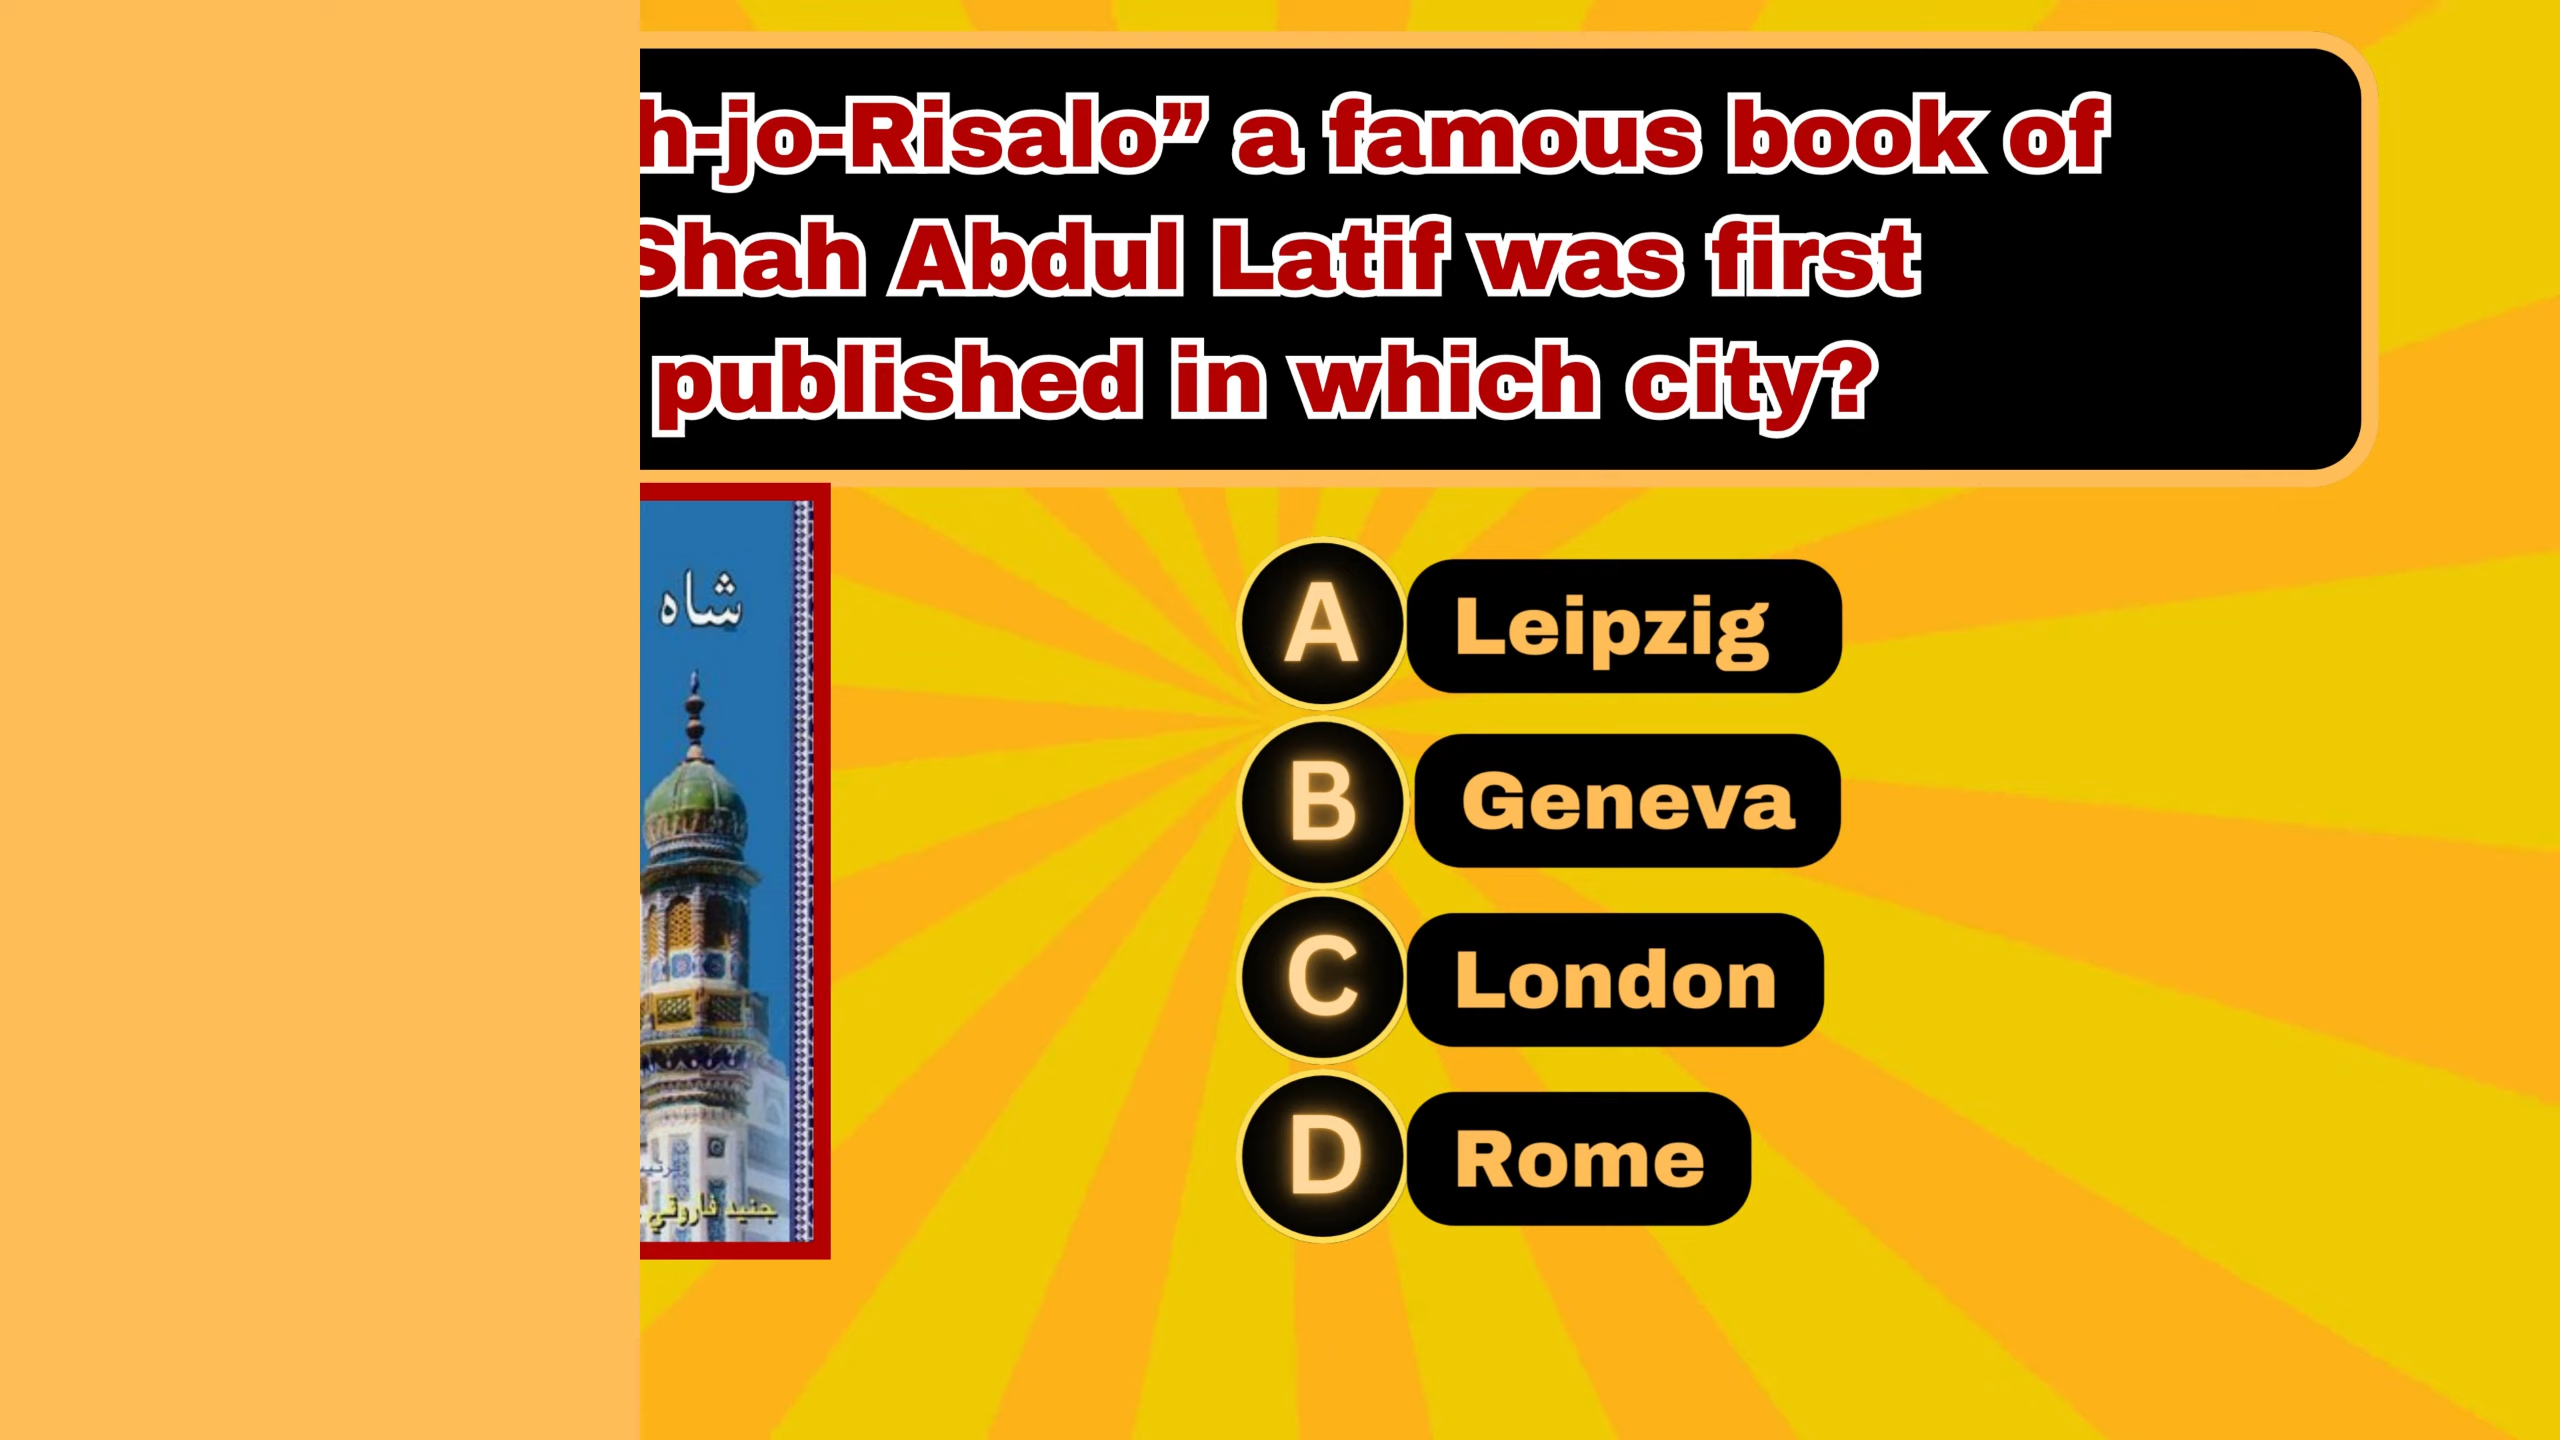 h-jo-Risalo” a famous book of
Shah Abdul Latif was first
published in which city?
شاه
جنيد فاروقي
A Leipzig
B Geneva
C London
D Rome